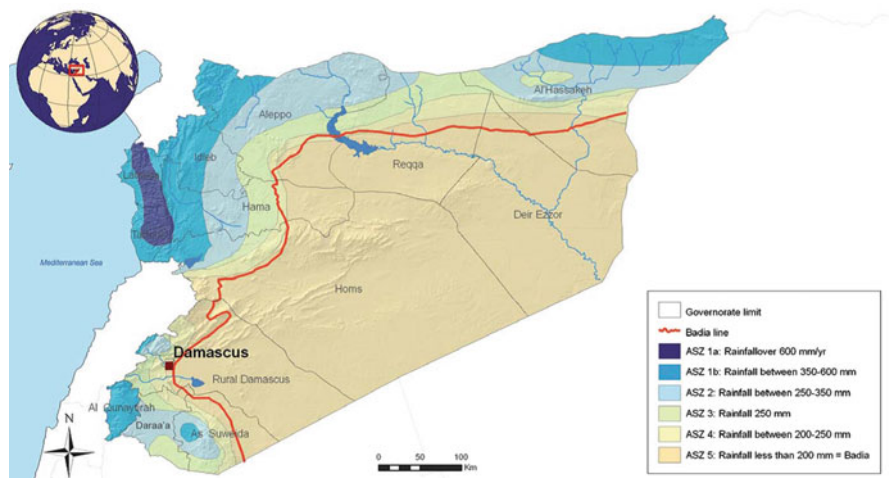 Al Hassakeh
Aleppo
Idleb
Reqqa
Hama
Deir Ezzor
Mediterranean Sea
Homs
Damascus
Rural Damascus
Al Qunaytrah
Daraa'a
As Suweida
N
0 50 100
Km
Governorate limit
Badia line
ASZ 1a: Rainfallover 600 mm/yr
ASZ 1b: Rainfall between 350-600 mm
ASZ 2: Rainfall between 250-350 mm
ASZ 3: Rainfall 250 mm
ASZ 4: Rainfall between 200-250 mm
ASZ 5: Rainfall less than 200 mm = Badia